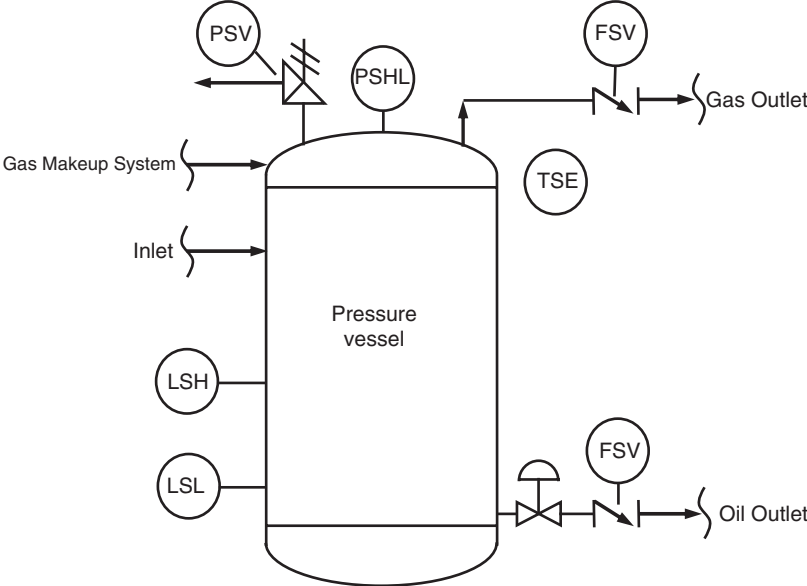 PSV
FSV
PSHL
Gas Outlet
Gas Makeup System
TSE
Inlet
Pressure
vessel
LSH
LSL
FSV
Oil Outlet